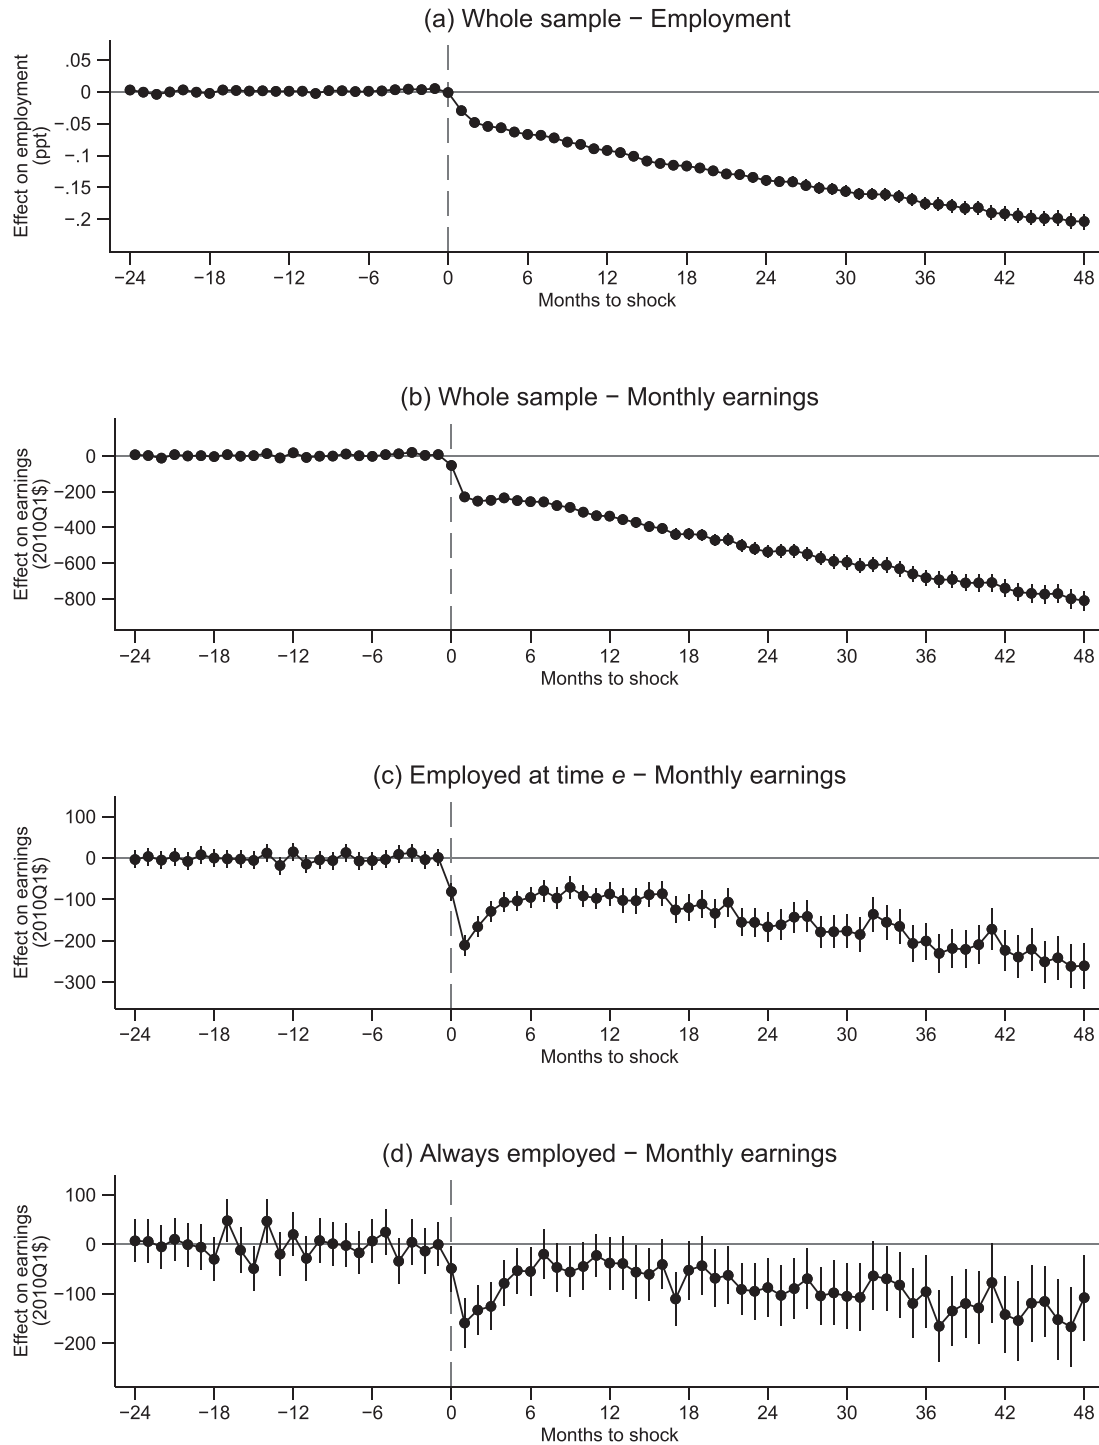 (a) Whole sample − Employment
Effect on employment
(ppt)
.05
0
−.05
−.1
−.15
−.2
−24 −18 −12 −6 0 6 12 18 24 30 36 42 48
Months to shock
(b) Whole sample − Monthly earnings
Effect on earnings
(2010Q1$)
0
−200
−400
−600
−800
−24 −18 −12 −6 0 6 12 18 24 30 36 42 48
Months to shock
(c) Employed at time e − Monthly earnings
Effect on earnings
(2010Q1$)
100
0
−100
−200
−300
−24 −18 −12 −6 0 6 12 18 24 30 36 42 48
Months to shock
(d) Always employed − Monthly earnings
Effect on earnings
(2010Q1$)
100
0
−100
−200
−24 −18 −12 −6 0 6 12 18 24 30 36 42 48
Months to shock